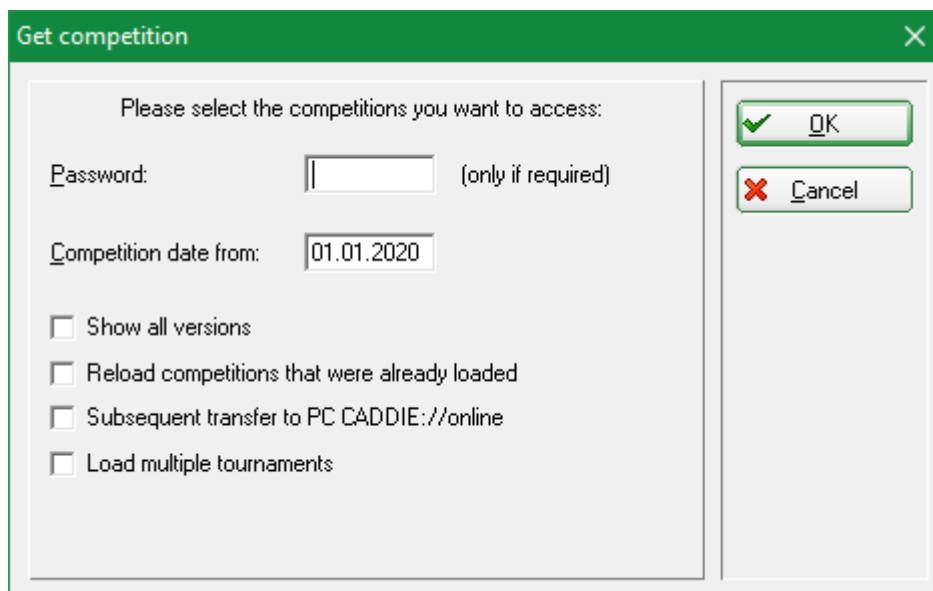 Get competition
Please select the competitions you want to access:
Password: (only if required)
Competition date from: 01.01.2020
Show all versions
Reload competitions that were already loaded
Subsequent transfer to PC CADDIE://online
Load multiple tournaments
OK
Cancel